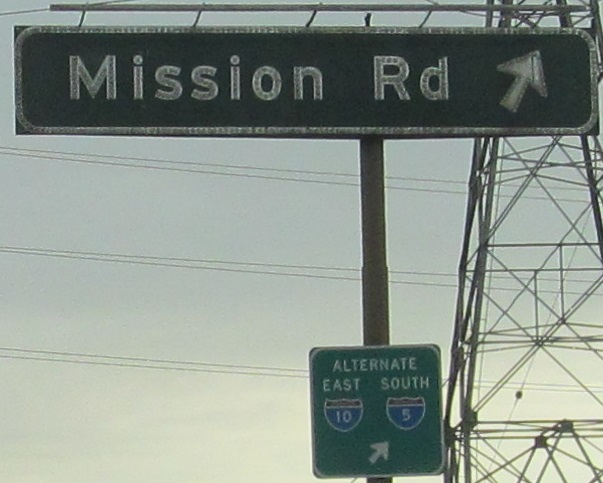 Mission Rd
ALTERNATE
EAST SOUTH
10 5